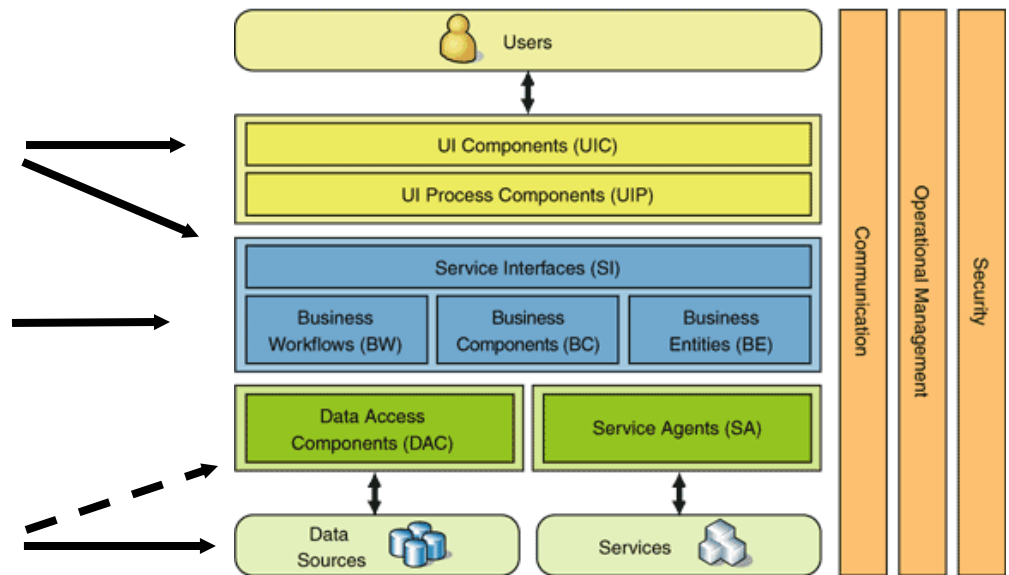 Users
UI Components (UIC)
UI Process Components (UIP)
Service Interfaces (SI)
Business
Workflows (BW)
Business
Components (BC)
Business
Entities (BE)
Data Access
Components (DAC)
Service Agents (SA)
Data
Sources
Services
Communication
Operational Management
Security